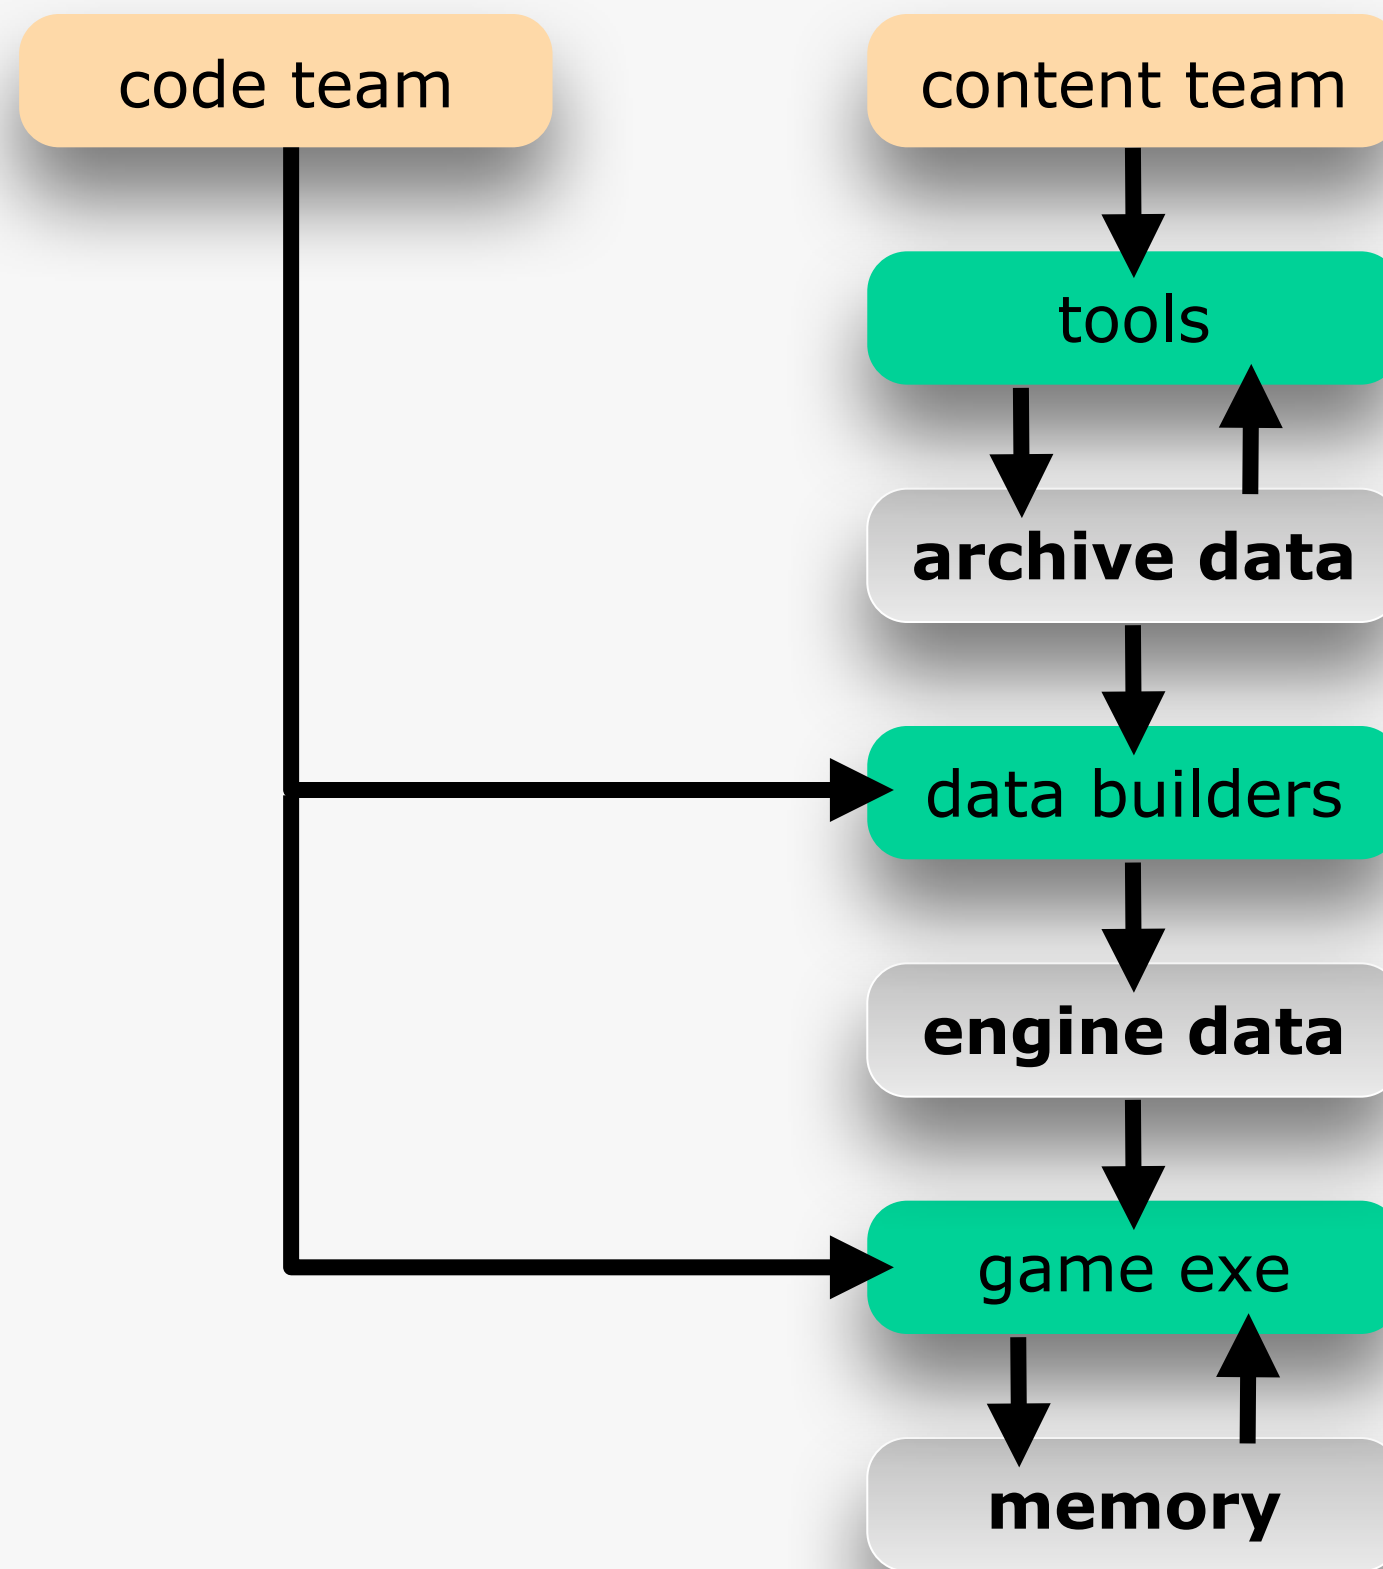 code team
content team
tools
archive data
data builders
engine data
game exe
memory